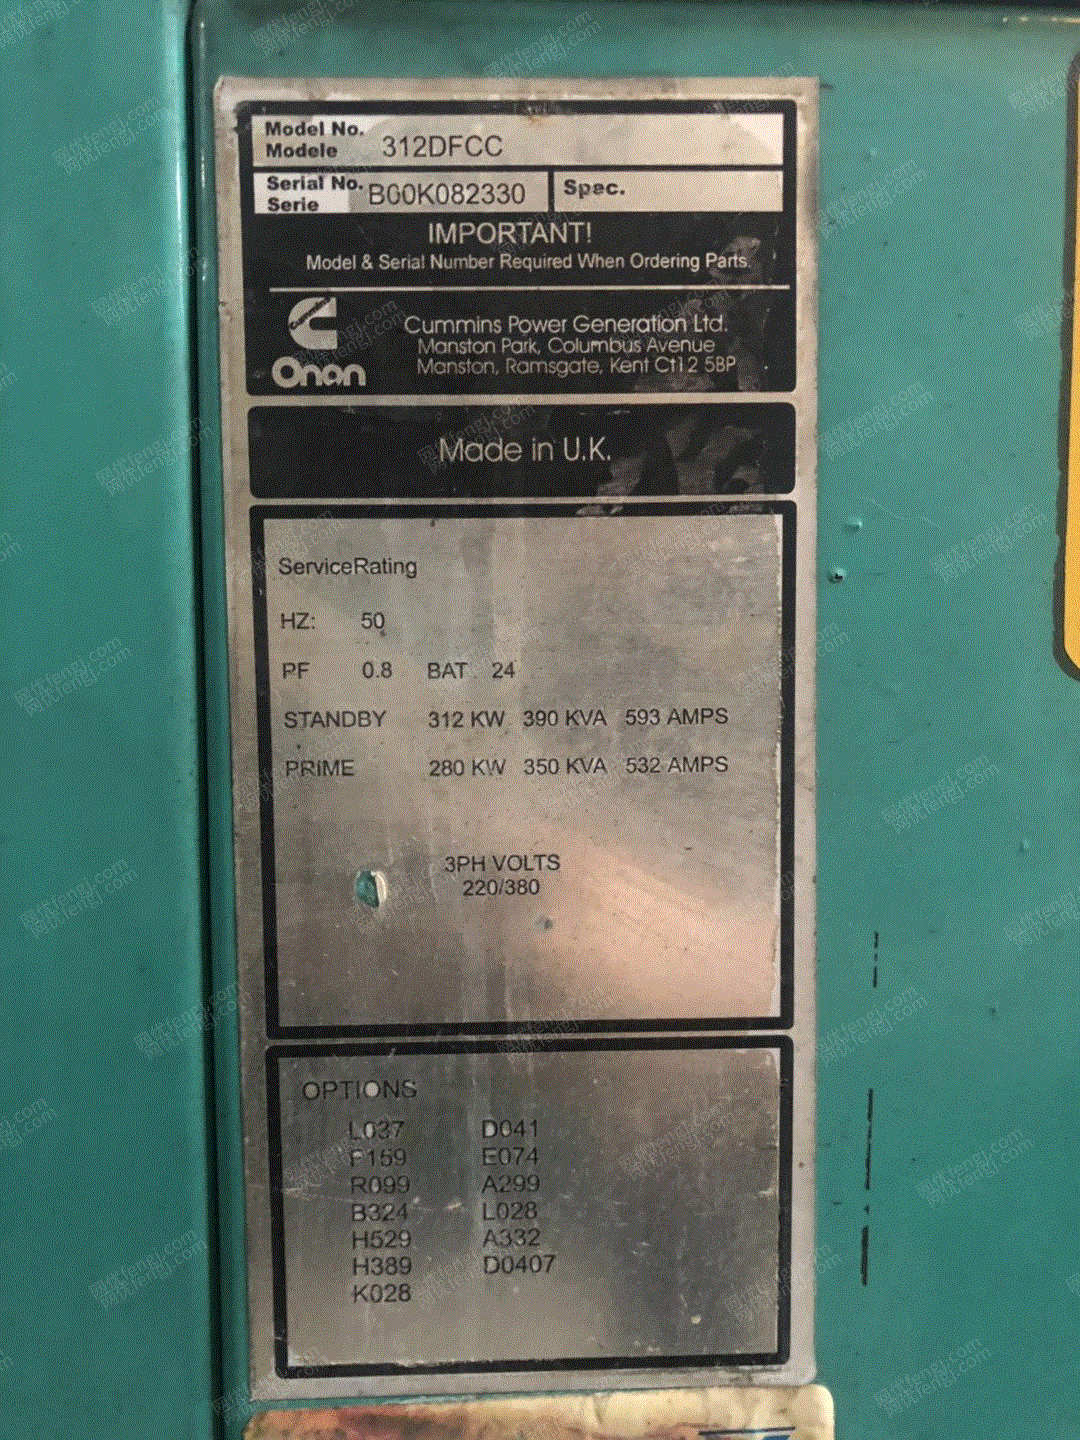 Model No.
Modele 312DFCC
Serial No. B00K082330 Spec.
Serie
IMPORTANT!
Model & Serial Number Required When Ordering Parts
Cummins Power Generation Ltd.
Manston Park, Columbus Avenue
Manston, Ramsgate, Kent Ct12 5BP
Onan
Made in U.K.
ServiceRating
HZ: 50
PF 0.8 BAT 24
STANDBY 312 KW 390 KVA 593 AMPS
PRIME 280 KW 350 KVA 532 AMPS
3PH VOLTS
220/380
OPTIONS
L037 D041
F159 E074
R099 A299
B324 L028
H529 A332
H389 D0407
K028